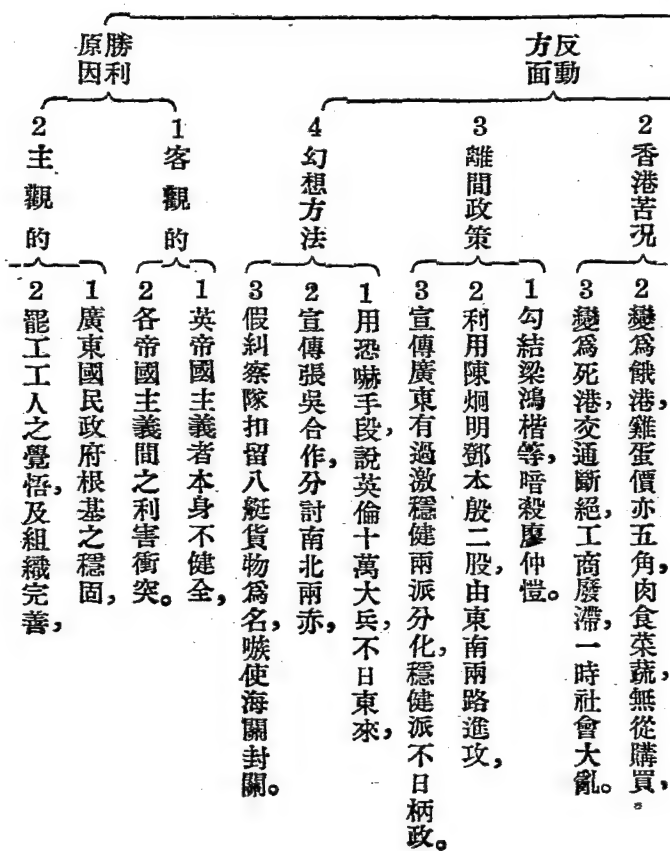 反動方面
2 香港苦況
2 變爲餓港，雞蛋價亦五角，肉食菜蔬，無從購買，
3 變爲死港，交通斷絕，工商廢滯，一時社會大亂。
3 離間政策
1 勾結梁鴻楷等，暗殺廖仲愷。
2 利用陳炯明鄧本殷二股，由東南兩路進攻，
3 宣傳廣東有過激穩健兩派分化，穩健派不日柄政。
4 幻想方法
1 用恐嚇手段，說英倫十萬大兵，不日東來，
2 宣傳張吳合作，分討南北兩赤，
3 假糾察隊扣留八艇貨物爲名，嗾使海關封關。
勝利原因
1 客觀的
1 英帝國主義者本身不健全，
2 各帝國主義間之利害衝突。
2 主觀的
1 廣東國民政府根基之穩固，
2 罷工工人之覺悟，及組織完善，